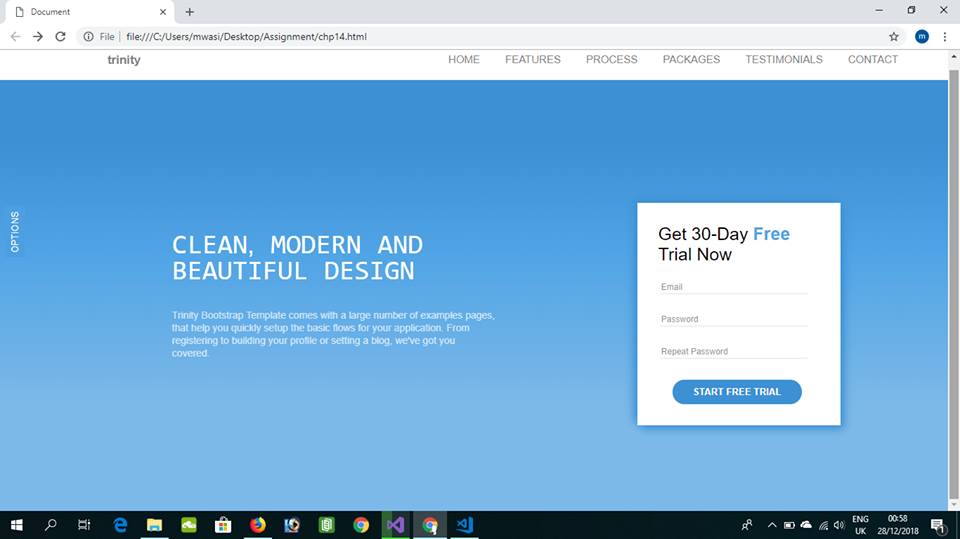 Document
File
file:///C:/Users/mwasi/Desktop/Assignment/chp14.html
m
trinity
HOME FEATURES PROCESS PACKAGES TESTIMONIALS CONTACT
OPTIONS
CLEAN, MODERN AND
BEAUTIFUL DESIGN
Trinity Bootstrap Template comes with a large number of examples pages,
that help you quickly setup the basic flows for your application. From
registering to building your profile or setting a blog, we've got you
covered.
Get 30-Day Free
Trial Now
Email
Password
Repeat Password
START FREE TRIAL
ENG
UK
00:58
28/12/2018
1